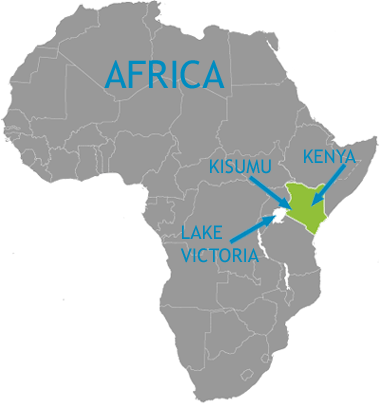 AFRICA
KISUMU
KENYA
LAKE
VICTORIA